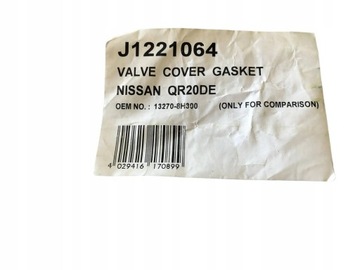 J1221064
VALVE COVER GASKET
NISSAN QR20DE
OEM NO.: 13270-8H300 (ONLY FOR COMPARISON)
4 029416 170899